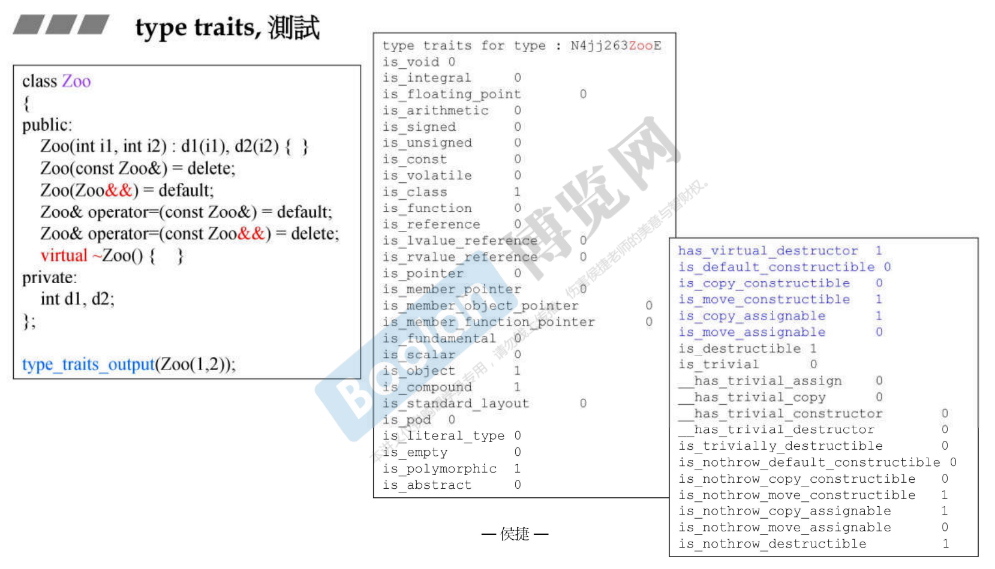 type traits, 測試
class Zoo
{
public:
Zoo(int i1, int i2) : d1(i1), d2(i2) { }
Zoo(const Zoo&) = delete;
Zoo(Zoo&&) = default;
Zoo& operator=(const Zoo&) = default;
Zoo& operator=(const Zoo&&) = delete;
virtual ~Zoo() { }
private:
int d1, d2;
};
type_traits_output(Zoo(1,2));
type traits for type : N4jj263ZooE
is_void 0
is_integral 0
is_floating_point 0
is_arithmetic 0
is_signed 0
is_unsigned 0
is_const 0
is_volatile 0
is_class 1
is_function 0
is_reference 0
is_lvalue_reference 0
is_rvalue_reference 0
is_pointer 0
is_member_pointer 0
is_member_object_pointer 0
is_member_function_pointer 0
is_fundamental 0
is_scalar 0
is_object 1
is_compound 1
is_standard_layout 0
is_pod 0
is_literal_type 0
is_empty 0
is_polymorphic 1
is_abstract 0
has_virtual_destructor 1
is_default_constructible 0
is_copy_constructible 0
is_move_constructible 1
is_copy_assignable 1
is_move_assignable 0
is_destructible 1
is_trivial 0
__has_trivial_assign 0
__has_trivial_copy 0
__has_trivial_constructor 0
__has_trivial_destructor 0
is_trivially_destructible 0
is_nothrow_default_constructible 0
is_nothrow_copy_constructible 0
is_nothrow_move_constructible 1
is_nothrow_copy_assignable 1
is_nothrow_move_assignable 0
is_nothrow_destructible 1
— 侯捷 —
Boolan 博览网